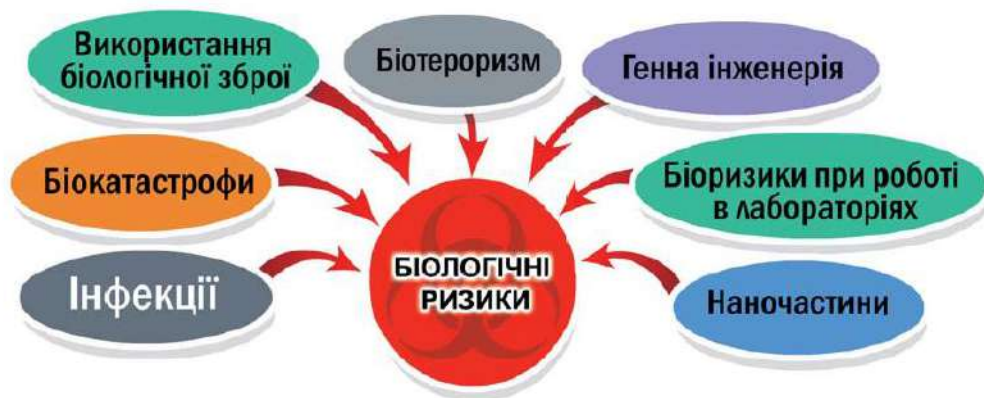 Використання
біологічної зброї
Біотероризм
Генна інженерія
Біокатастрофи
Біоризики при роботі
в лабораторіях
Інфекції
БІОЛОГІЧНІ
РИЗИКИ
Наночастини